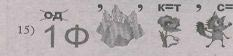 од , , к=т , с=
15) 1Ф